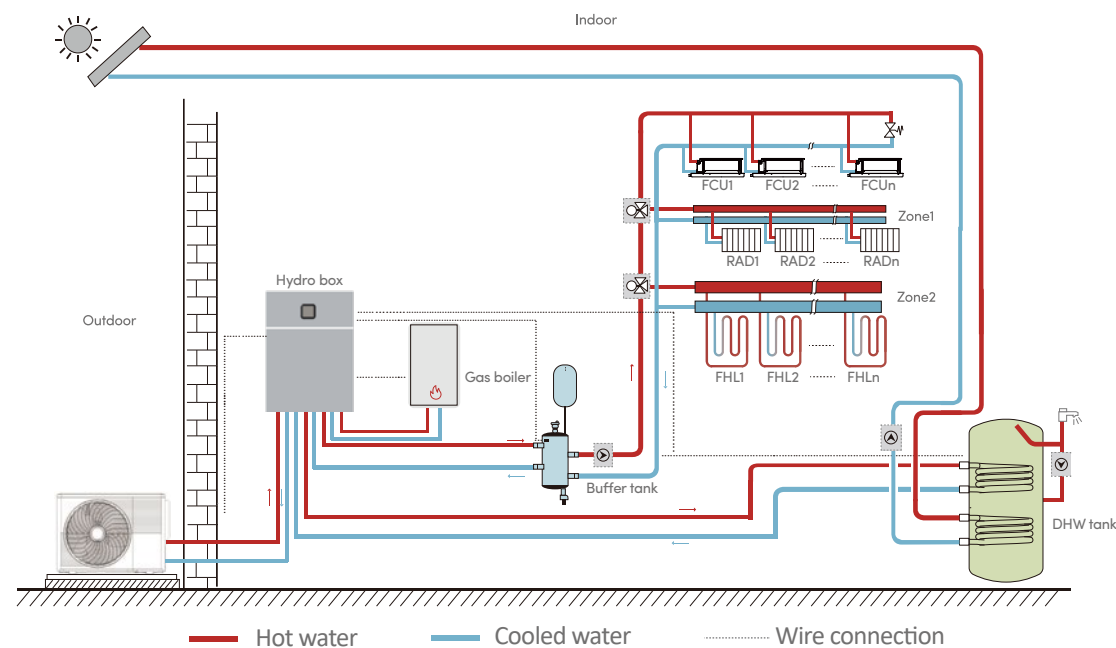 Indoor
FCU1
FCU2
FCUn
Zone1
RAD1
RAD2
RADn
Hydro box
Zone2
Outdoor
Gas boiler
FHL1
FHL2
FHLn
Buffer tank
DHW tank
Hot water
Cooled water
Wire connection